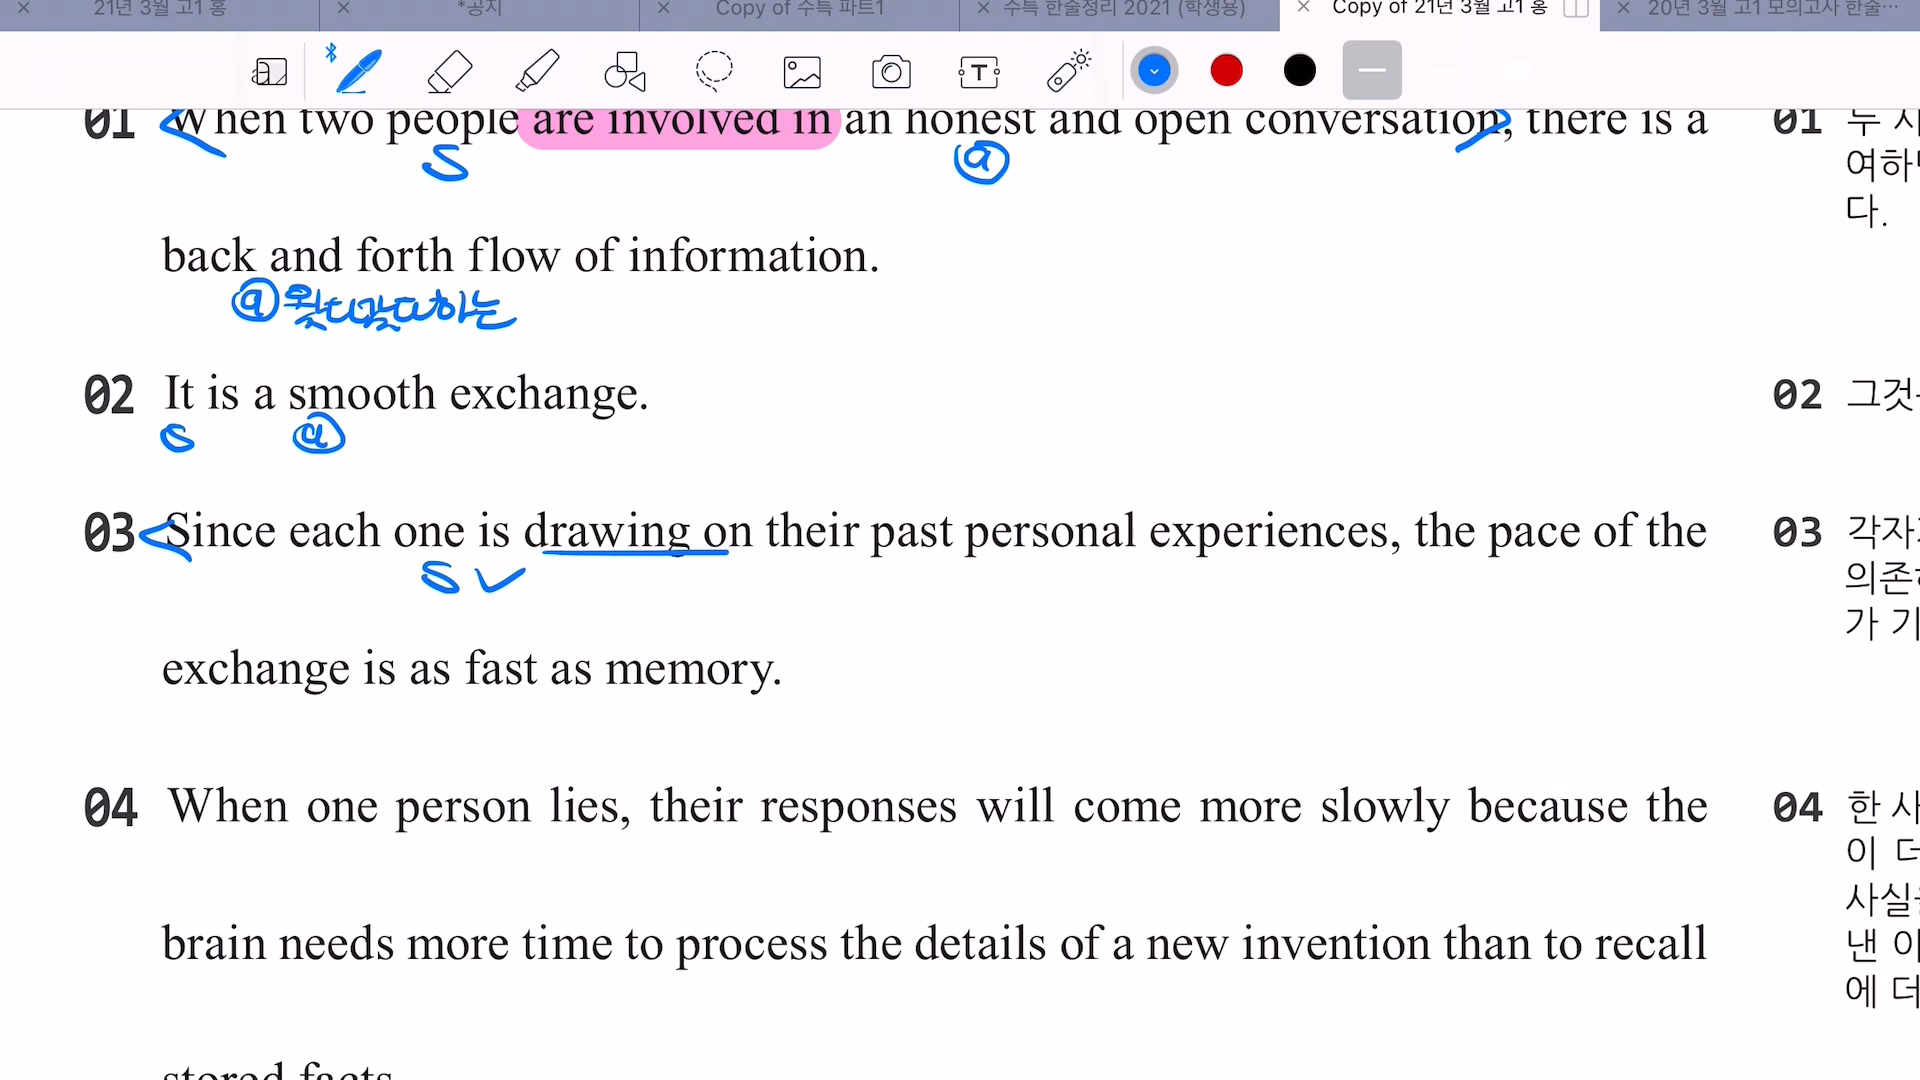 21년 3월 고1 홍
*공지
Copy of 수특 파트1
수특 한술정리 2021 (학생용)
Copy of 21년 3월 고1 홍
20년 3월 고1 모의고사 한술…
01 When two people are involved in an honest and open conversation, there is a
S
a
back and forth flow of information.
a 왔다갔다하는
02 It is a smooth exchange.
S
a
03 Since each one is drawing on their past personal experiences, the pace of the
S V
exchange is as fast as memory.
04 When one person lies, their responses will come more slowly because the
brain needs more time to process the details of a new invention than to recall
stored facts.
01 두 사
여하면
다.
02 그것
03 각자
의존
가 기
04 한 사
이 더
사실
낸 이
에 더